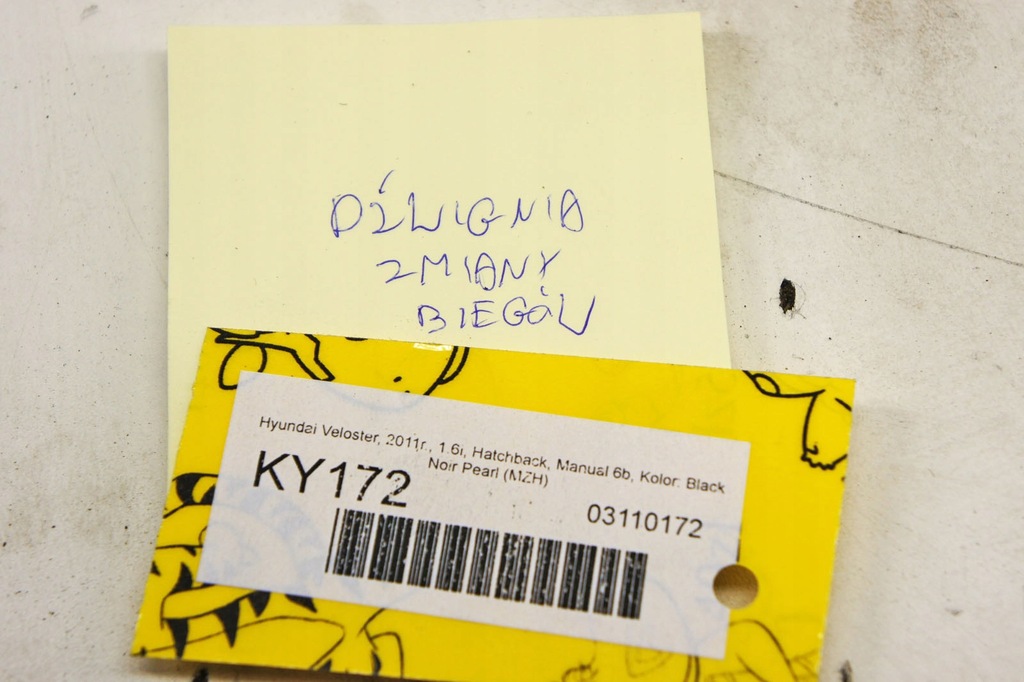 DŹWIGNIA
ZMIANY
BIEGÓW
Hyundai Veloster, 2011r., 1.6i, Hatchback, Manual 6b, Kolor: Black
Noir Pearl (MZH)
KY172
03110172